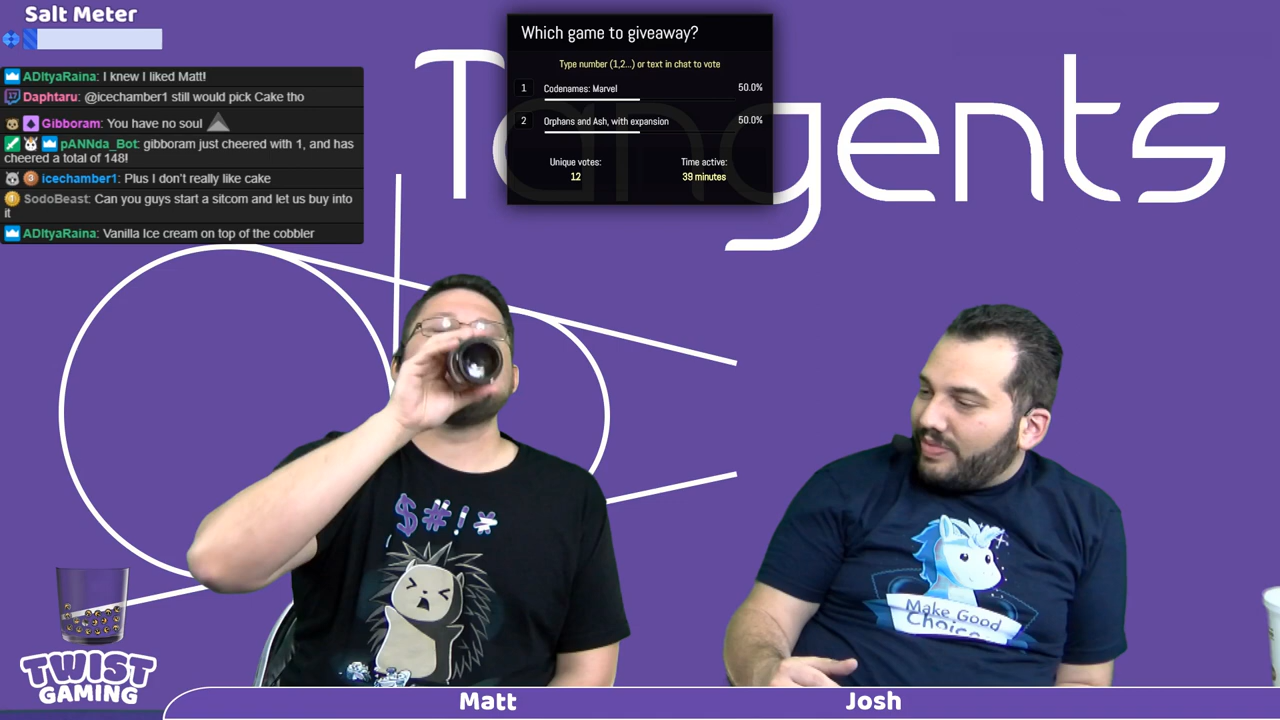 Salt Meter
ADItyaRaina: I knew I liked Matt!
Daphtaru: @icechamber1 still would pick Cake tho
Gibboram: You have no soul
pANNda_Bot: gibboram just cheered with 1, and has
cheered a total of 148!
icechamber1: Plus I don't really like cake
SodoBeast: Can you guys start a sitcom and let us buy into
it
ADItyaRaina: Vanilla Ice cream on top of the cobbler
Which game to giveaway?
Type number (1,2...) or text in chat to vote
1 Codenames: Marvel 50.0%
2 Orphans and Ash, with expansion 50.0%
Unique votes: Time active:
12 39 minutes
Tangents
$#!*
Make Good
Choices
TWIST
GAMING
Matt Josh